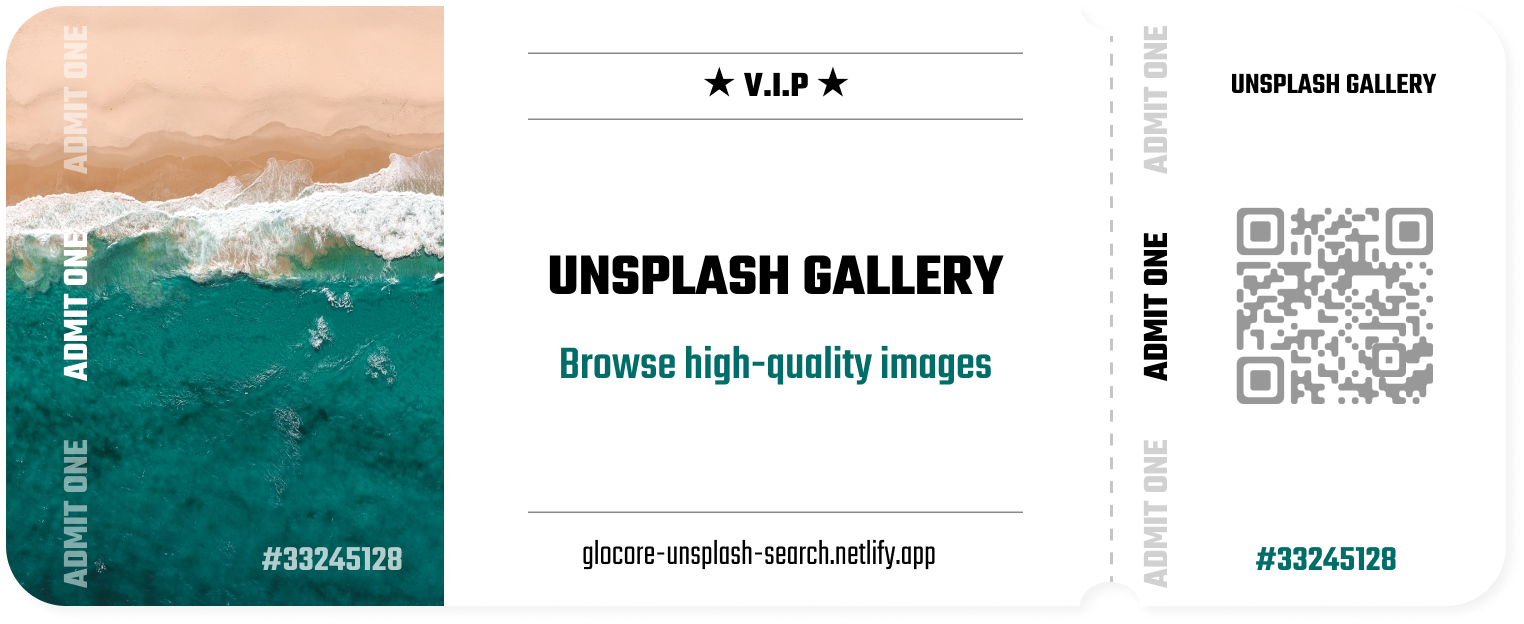 ADMIT ONE
ADMIT ONE
ADMIT ONE
#33245128
★ V.I.P ★
UNSPLASH GALLERY
Browse high-quality images
glocore-unsplash-search.netlify.app
ADMIT ONE
ADMIT ONE
ADMIT ONE
UNSPLASH GALLERY
#33245128